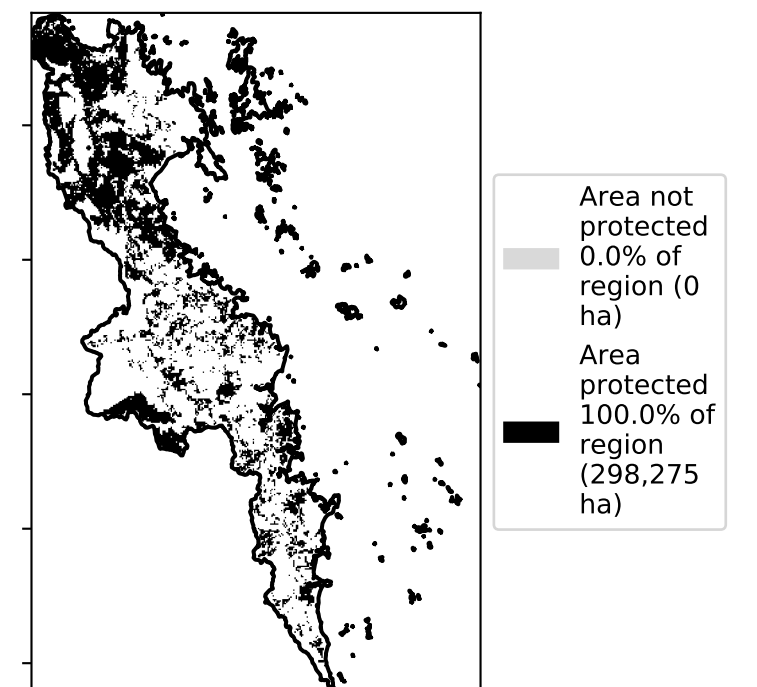 Area not
protected
0.0% of
region (0
ha)
Area
protected
100.0% of
region
(298,275
ha)